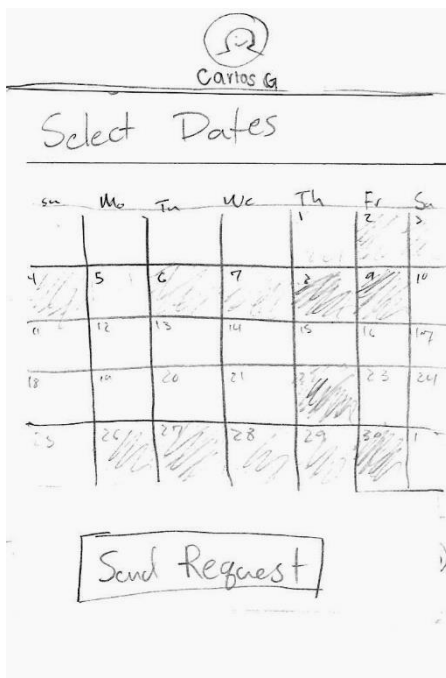 Carlos G
Select Dates
Su Mo Tu We Th Fr Sa
1 2 3
4 5 6 7 8 9 10
11 12 13 14 15 16 17
18 19 20 21 23 24
25 26 27 28 29 30 1
Send Request